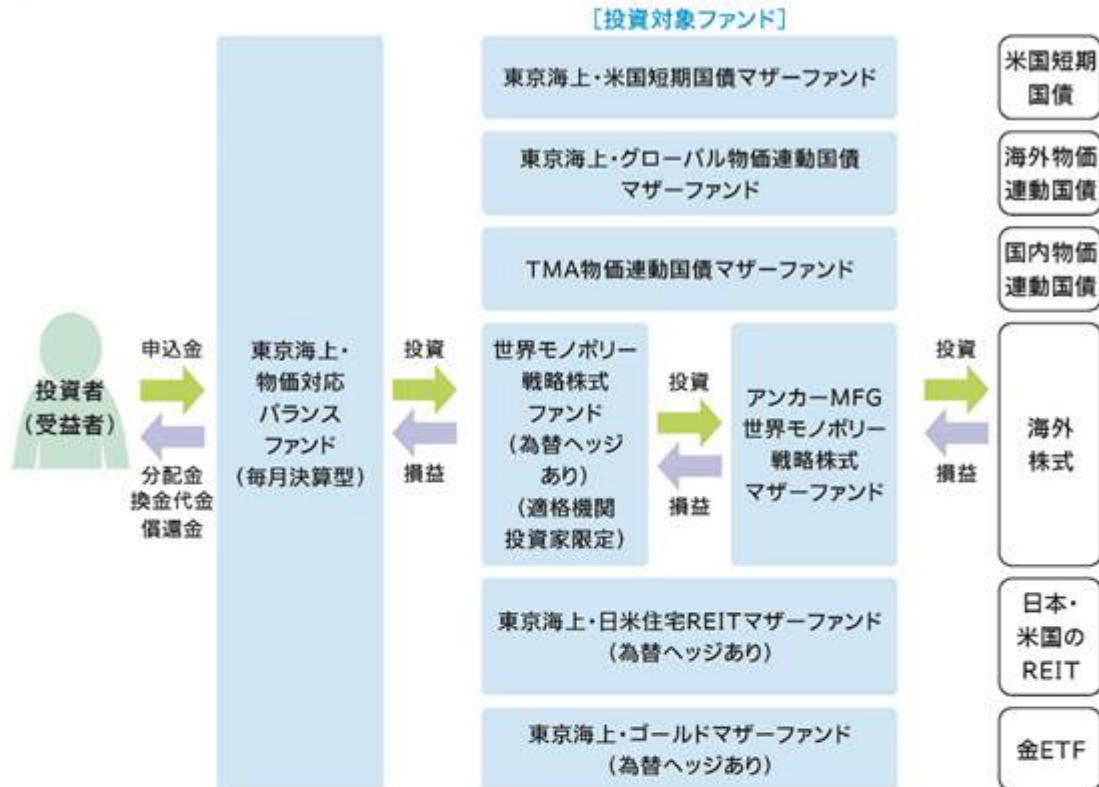 ［投資対象ファンド］
東京海上・米国短期国債マザーファンド
米国短期
国債
東京海上・グローバル物価連動国債
マザーファンド
海外物価
連動国債
TMA物価連動国債マザーファンド
国内物価
連動国債
投資者
（受益者）
申込金
分配金
換金代金
償還金
東京海上・
物価対応
バランス
ファンド
（毎月決算型）
投資
損益
世界モノポリー
戦略株式
ファンド
（為替ヘッジ
あり）
（適格機関
投資家限定）
投資
損益
アンカーMFG
世界モノポリー
戦略株式
マザーファンド
投資
損益
海外
株式
東京海上・日米住宅REITマザーファンド
（為替ヘッジあり）
日本・
米国の
REIT
東京海上・ゴールドマザーファンド
（為替ヘッジあり）
金ETF